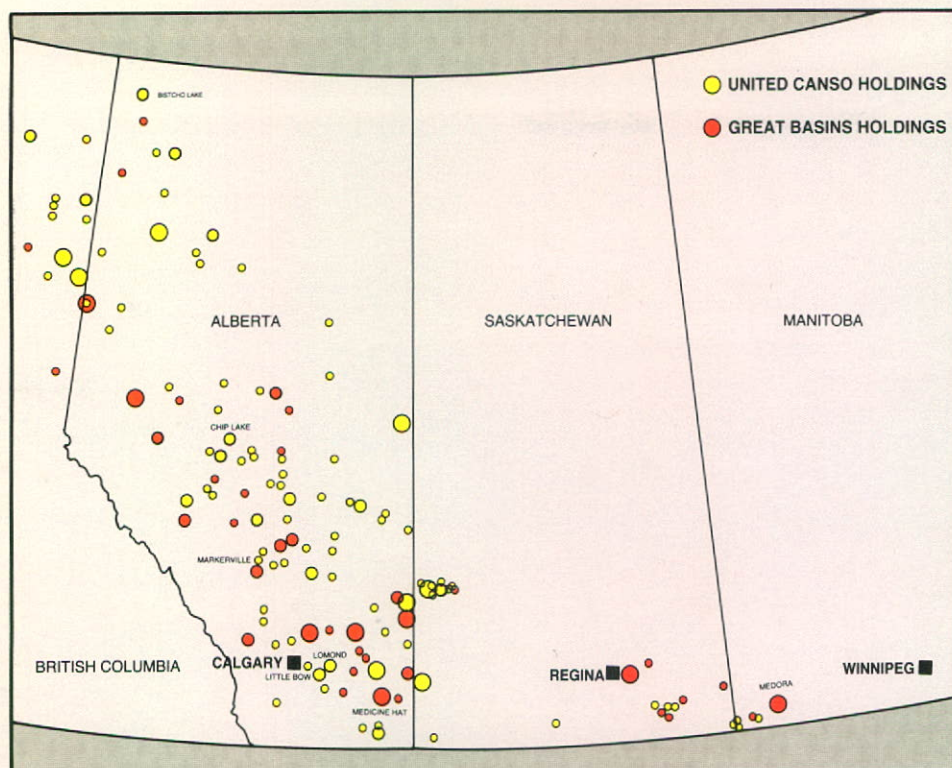 BISTCHO LAKE
UNITED CANSO HOLDINGS
GREAT BASINS HOLDINGS
ALBERTA
SASKATCHEWAN
MANITOBA
CHIP LAKE
MARKERVILLE
BRITISH COLUMBIA
CALGARY
LOMOND
LITTLE BOW
MEDICINE HAT
REGINA
MEDORA
WINNIPEG